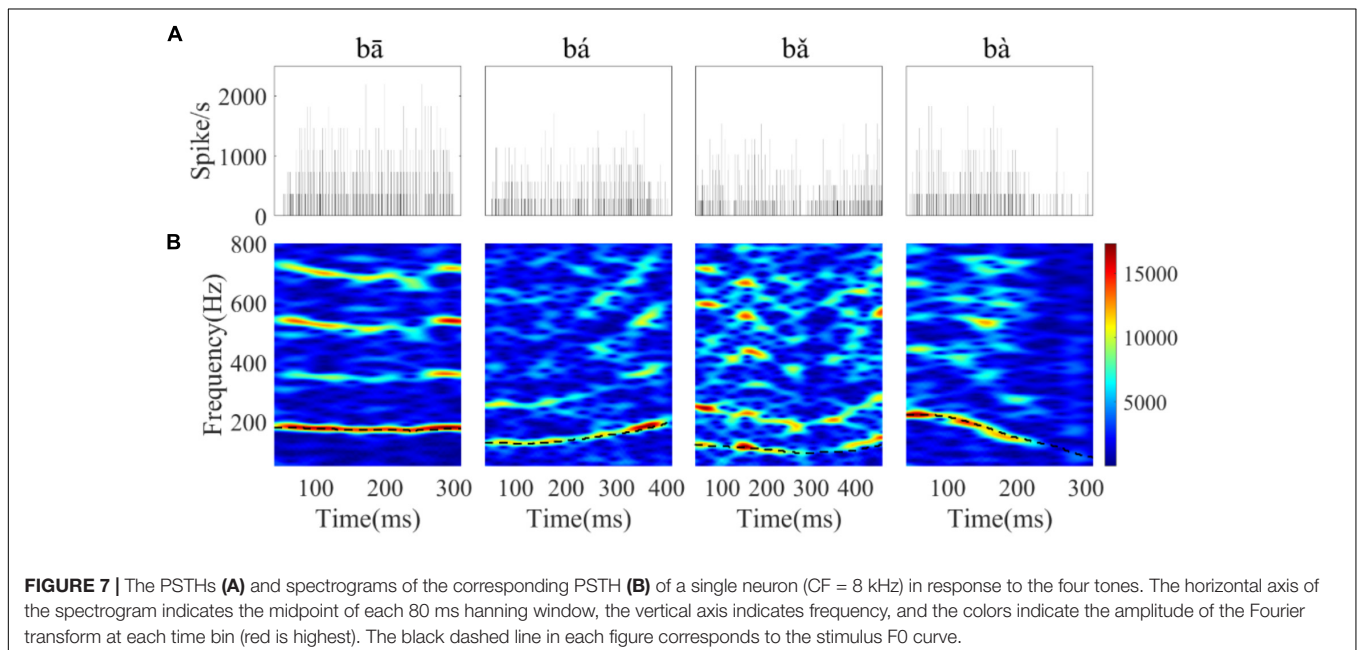 A
bā bá bǎ bà
Spike/s
2000
1000
0
B
Frequency(Hz)
800
600
400
200
15000
10000
5000
100 200 300 100 200 300 400 100 200 300 400 100 200 300
Time(ms) Time(ms) Time(ms) Time(ms)
FIGURE 7 | The PSTHs (A) and spectrograms of the corresponding PSTH (B) of a single neuron (CF = 8 kHz) in response to the four tones. The horizontal axis of
the spectrogram indicates the midpoint of each 80 ms hanning window, the vertical axis indicates frequency, and the colors indicate the amplitude of the Fourier
transform at each time bin (red is highest). The black dashed line in each figure corresponds to the stimulus F0 curve.